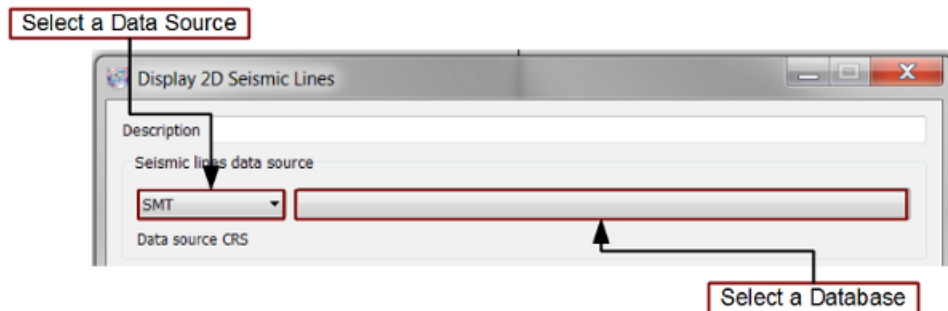 Select a Data Source
Display 2D Seismic Lines
Description
Seismic lines data source
SMT
Data source CRS
Select a Database